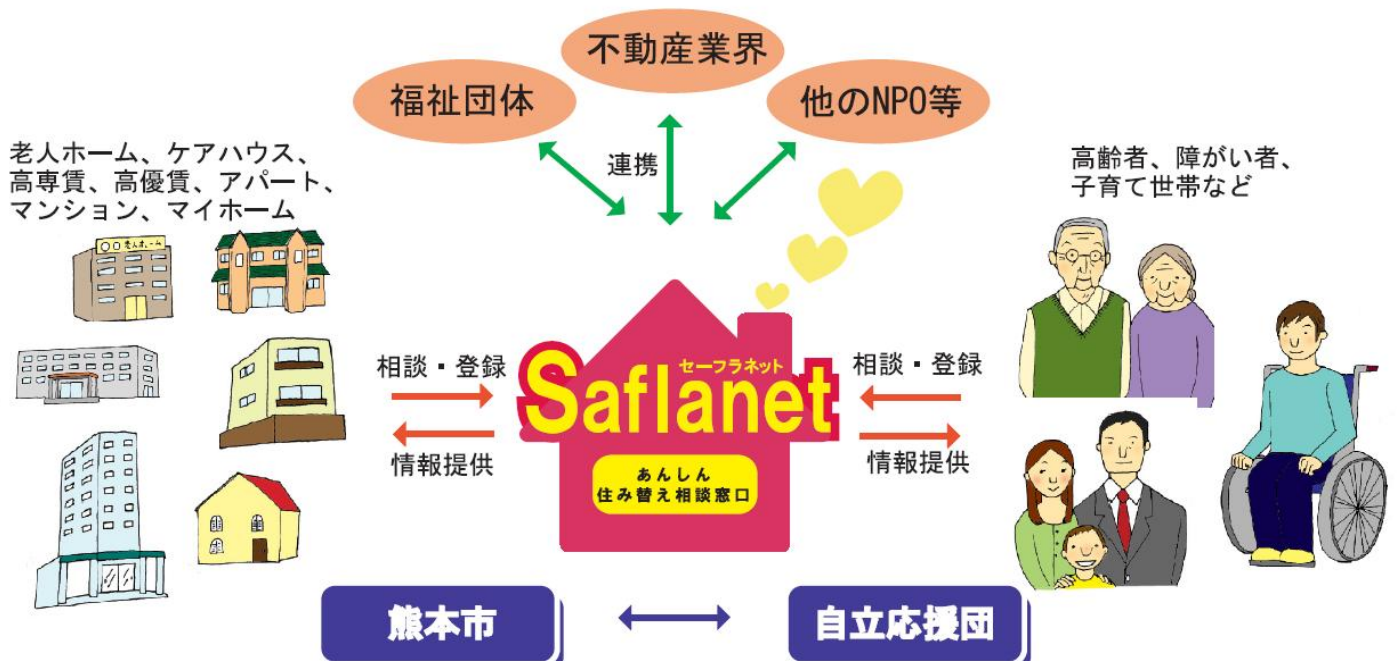 不動産業界
福祉団体
他のNPO等
連携
老人ホーム、ケアハウス、
高専賃、高優賃、アパート、
マンション、マイホーム
高齢者、障がい者、
子育て世帯など
○○老人ホーム
相談・登録
情報提供
セーフラネット
Saflanet
あんしん
住み替え相談窓口
相談・登録
情報提供
熊本市
自立応援団